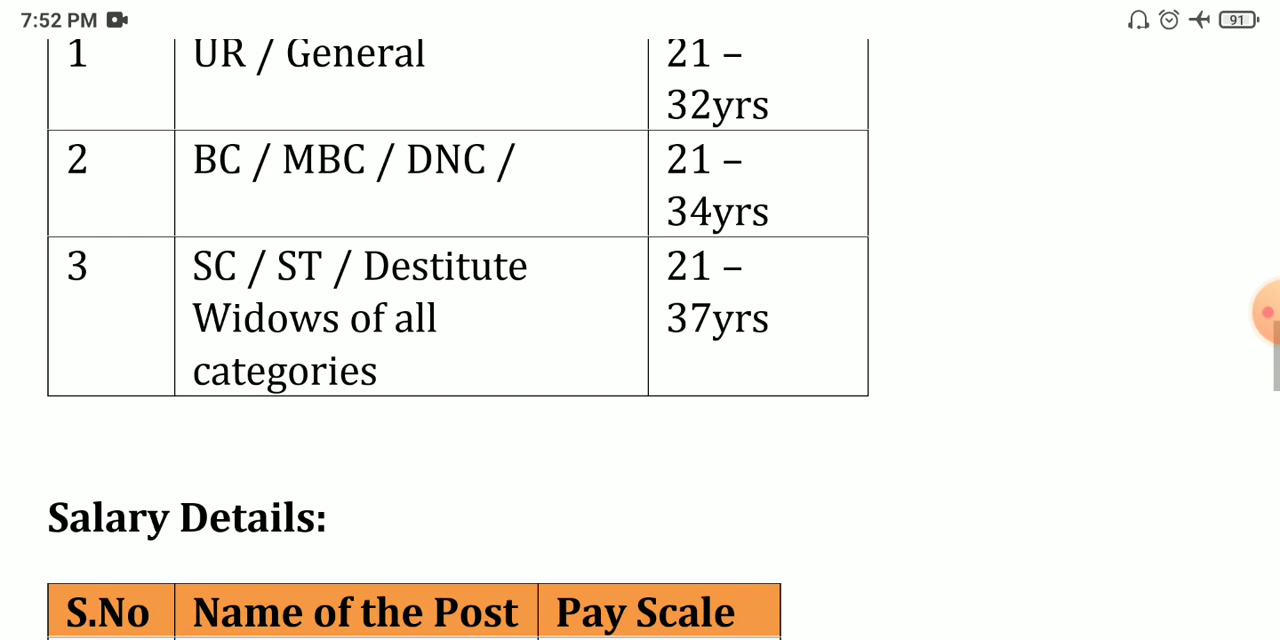 7:52 PM
91
1 UR / General 21 –
32yrs
2 BC / MBC / DNC / 21 –
34yrs
3 SC / ST / Destitute 21 –
Widows of all 37yrs
categories
Salary Details:
S.No Name of the Post Pay Scale